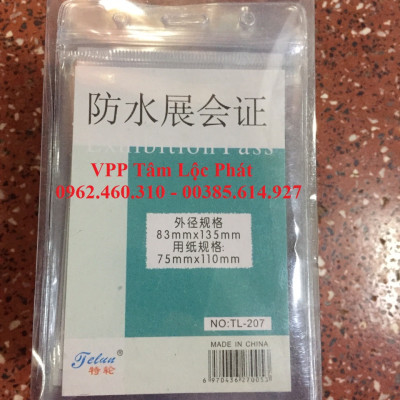 防水展会证
Exhibition Pass
VPP Tâm Lộc Phát
0962.460.310 - 00385.614.927
外径规格
83mmx135mm
用纸规格:
75mmx110mm
NO:TL-207
MADE IN CHINA
Telun®
特轮